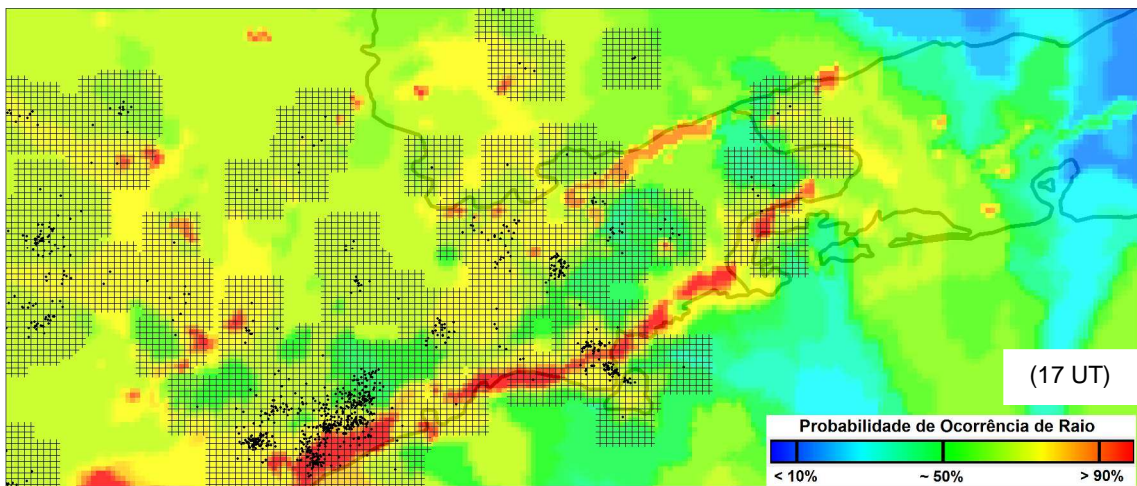 (17 UT)
Probabilidade de Ocorrência de Raio
< 10% ~ 50% > 90%